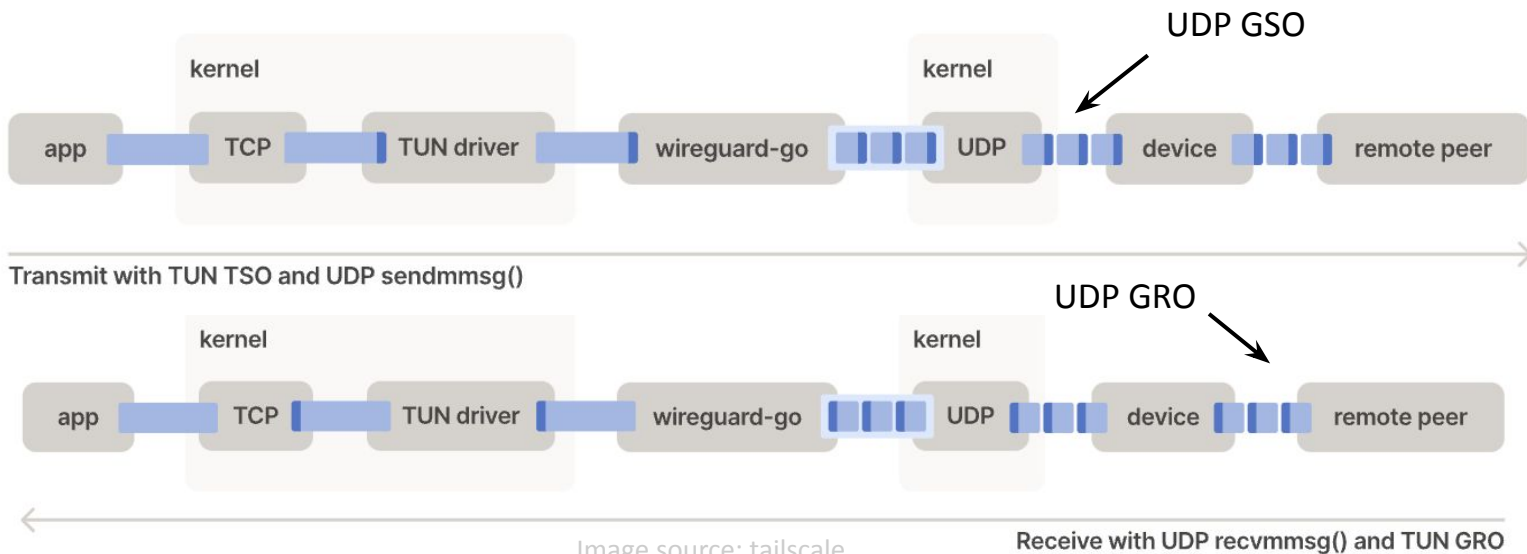 UDP GSO
kernel
kernel
app
TCP
TUN driver
wireguard-go
UDP
device
remote peer
Transmit with TUN TSO and UDP sendmmsg()
UDP GRO
kernel
kernel
app
TCP
TUN driver
wireguard-go
UDP
device
remote peer
Image source: tailscale
Receive with UDP recvmmsg() and TUN GRO